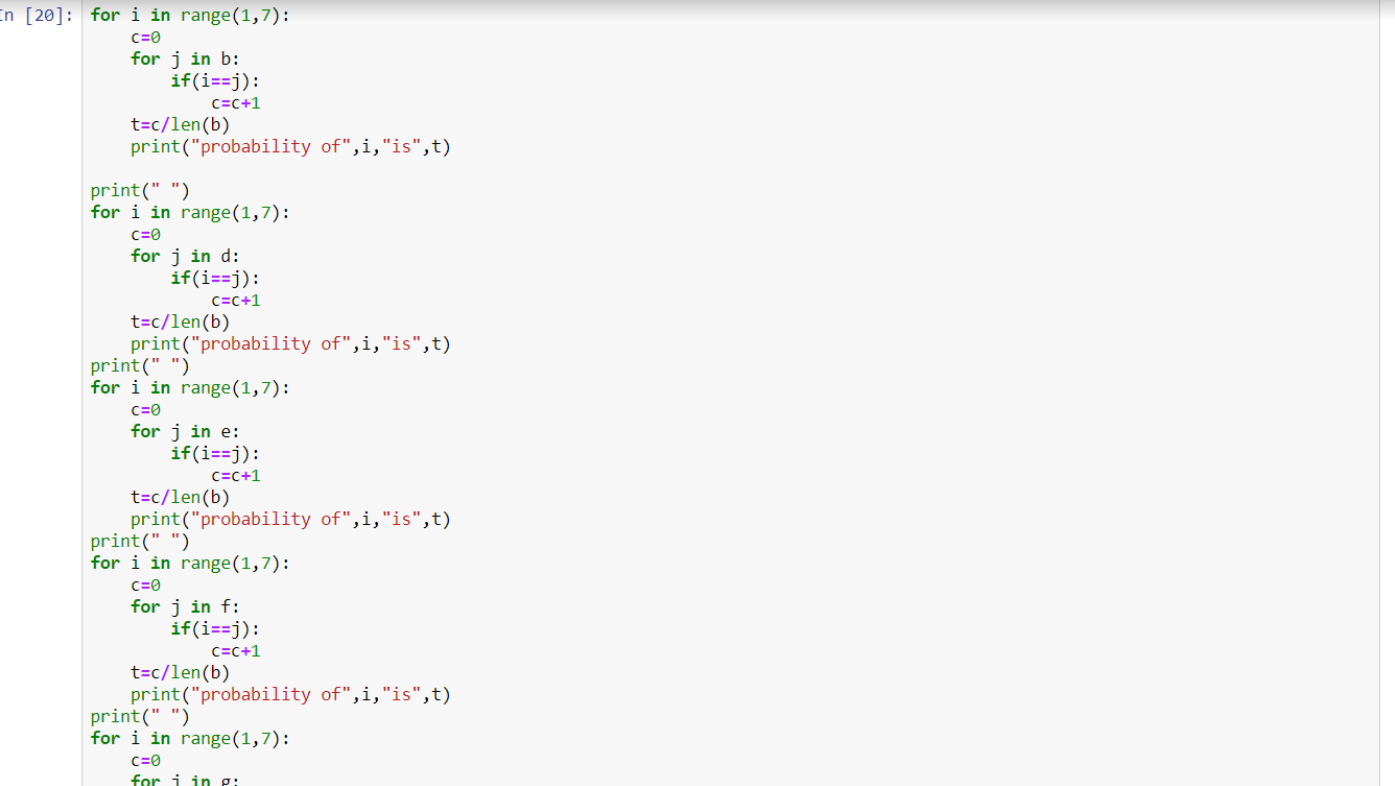 In [20]: for i in range(1,7):
    c=0
    for j in b:
        if(i==j):
            c=c+1
    t=c/len(b)
    print("probability of",i,"is",t)

print(" ")
for i in range(1,7):
    c=0
    for j in d:
        if(i==j):
            c=c+1
    t=c/len(b)
    print("probability of",i,"is",t)
print(" ")
for i in range(1,7):
    c=0
    for j in e:
        if(i==j):
            c=c+1
    t=c/len(b)
    print("probability of",i,"is",t)
print(" ")
for i in range(1,7):
    c=0
    for j in f:
        if(i==j):
            c=c+1
    t=c/len(b)
    print("probability of",i,"is",t)
print(" ")
for i in range(1,7):
    c=0
    for j in g: